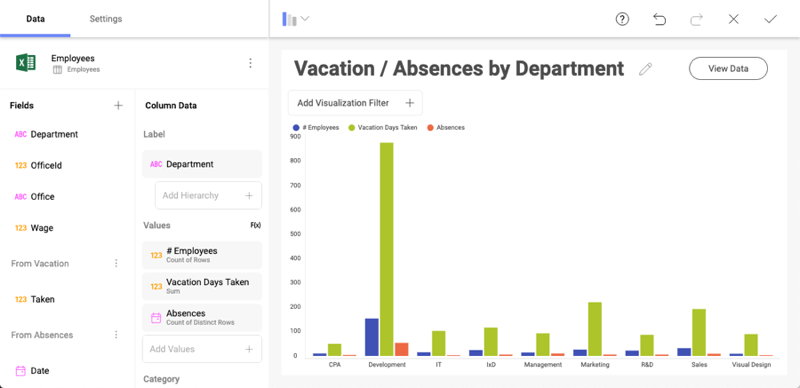 Data
Settings
Employees
Employees
Fields
Column Data
ABC Department
123 OfficeId
ABC Office
123 Wage
From Vacation
123 Taken
From Absences
Date
Label
ABC Department
Add Hierarchy
Values F(x)
123 # Employees
Count of Rows
123 Vacation Days Taken
Sum
Absences
Count of Distinct Rows
Add Values
Category
Vacation / Absences by Department
View Data
Add Visualization Filter
# Employees Vacation Days Taken Absences
900
800
700
600
500
400
300
200
100
0
CPA Development IT IxD Management Marketing R&D Sales Visual Design